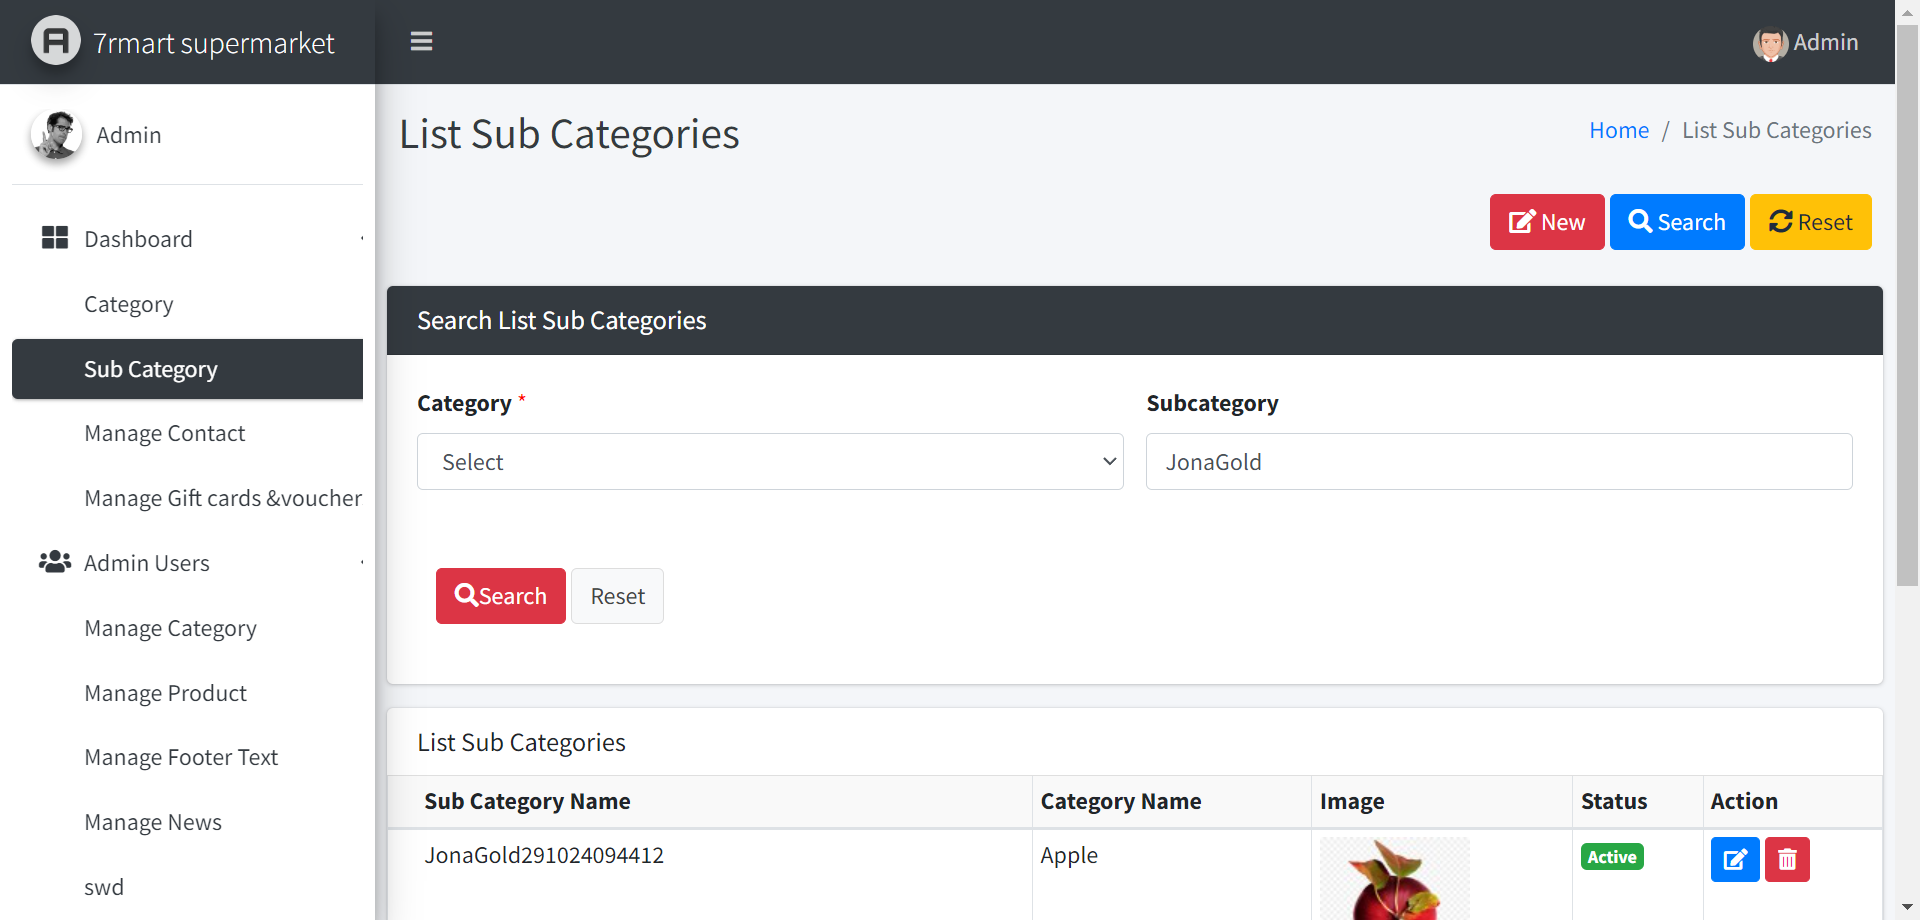 7rmart supermarket
Admin
Admin
Dashboard
Category
Sub Category
Manage Contact
Manage Gift cards &voucher
Admin Users
Manage Category
Manage Product
Manage Footer Text
Manage News
swd
List Sub Categories
Home / List Sub Categories
New Search Reset
Search List Sub Categories
Category *
Select
Subcategory
JonaGold
Search Reset
List Sub Categories
Sub Category Name Category Name Image Status Action
JonaGold291024094412 Apple Active